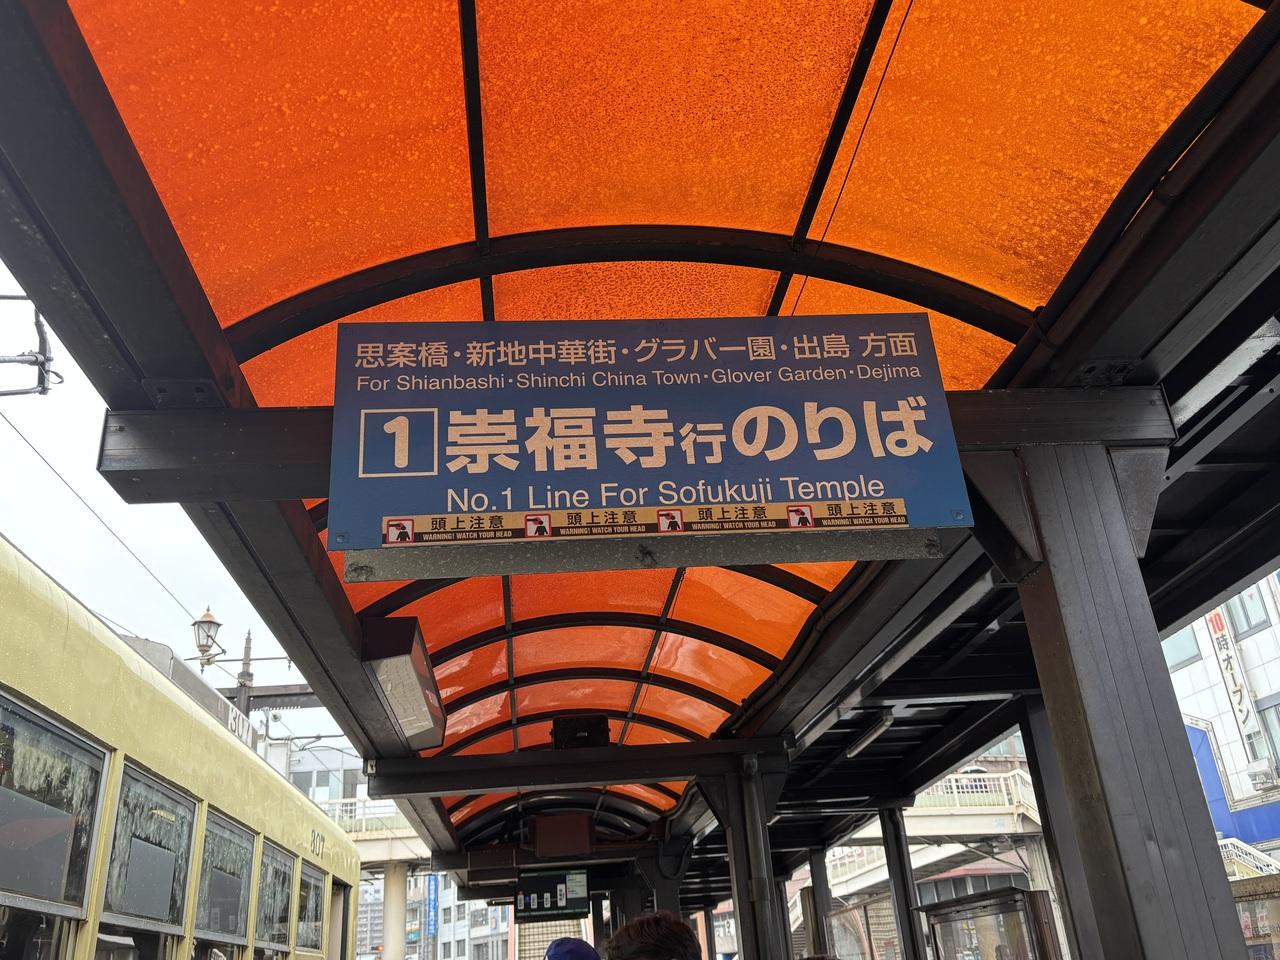 思案橋・新地中華街・グラバー園・出島 方面
For Shianbashi・Shinchi China Town・Glover Garden・Dejima
1 崇福寺行のりば
No.1 Line For Sofukuji Temple
頭上注意 頭上注意 頭上注意 頭上注意
WARNING! WATCH YOUR HEAD WARNING! WATCH YOUR HEAD WARNING! WATCH YOUR HEAD WARNING! WATCH YOUR HEAD
307
307
10時オープン